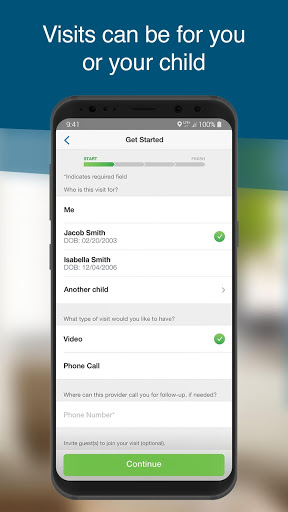 Visits can be for you
or your child
9:41
100%
Get Started
START
FINISH
*Indicates required field
Who is this visit for?
Me
Jacob Smith
DOB: 02/20/2003
Isabella Smith
DOB: 12/04/2006
Another child
What type of visit would you like to have?
Video
Phone Call
Where can this provider call you for follow-up, if needed?
Phone Number*
Invite guest(s) to join your visit (optional).
Continue